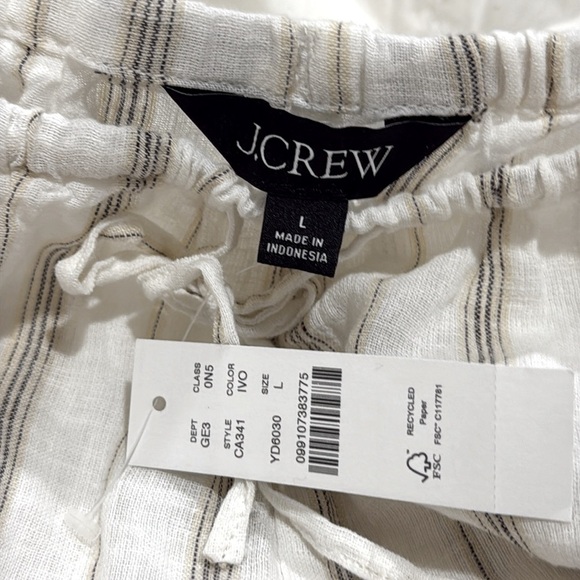 J.CREW
L
MADE IN
INDONESIA
DEPT CLASS
GE3 0N5
STYLE COLOR
CA341 IVO
SIZE
YD6030 L
099107383775
RECYCLED
Paper
FSC® C117781
FSC